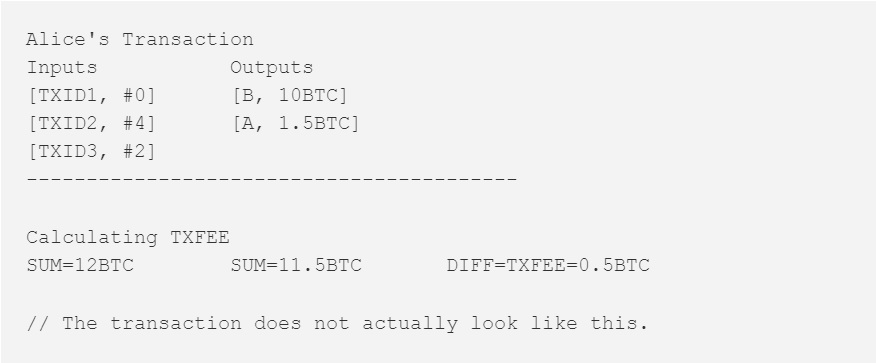 Alice's Transaction
Inputs Outputs
[TXID1, #0] [B, 10BTC]
[TXID2, #4] [A, 1.5BTC]
[TXID3, #2]
-----------------------------------------
Calculating TXFEE
SUM=12BTC SUM=11.5BTC DIFF=TXFEE=0.5BTC
// The transaction does not actually look like this.